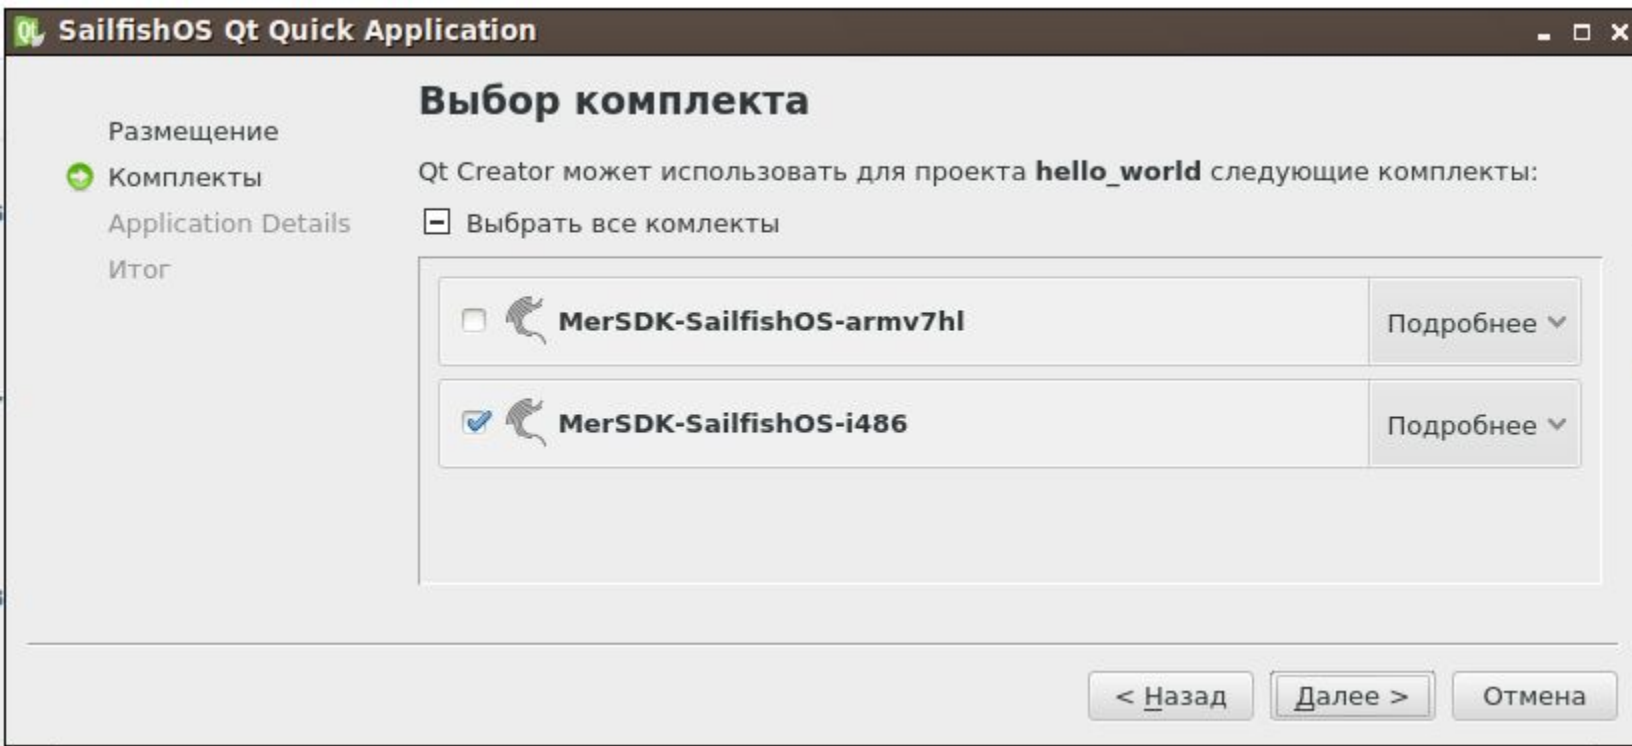 SailfishOS Qt Quick Application
Выбор комплекта
Размещение
Комплекты
Application Details
Итог
Qt Creator может использовать для проекта hello_world следующие комплекты:
Выбрать все комлекты
MerSDK-SailfishOS-armv7hl
Подробнее
MerSDK-SailfishOS-i486
Подробнее
< Назад
Далее >
Отмена